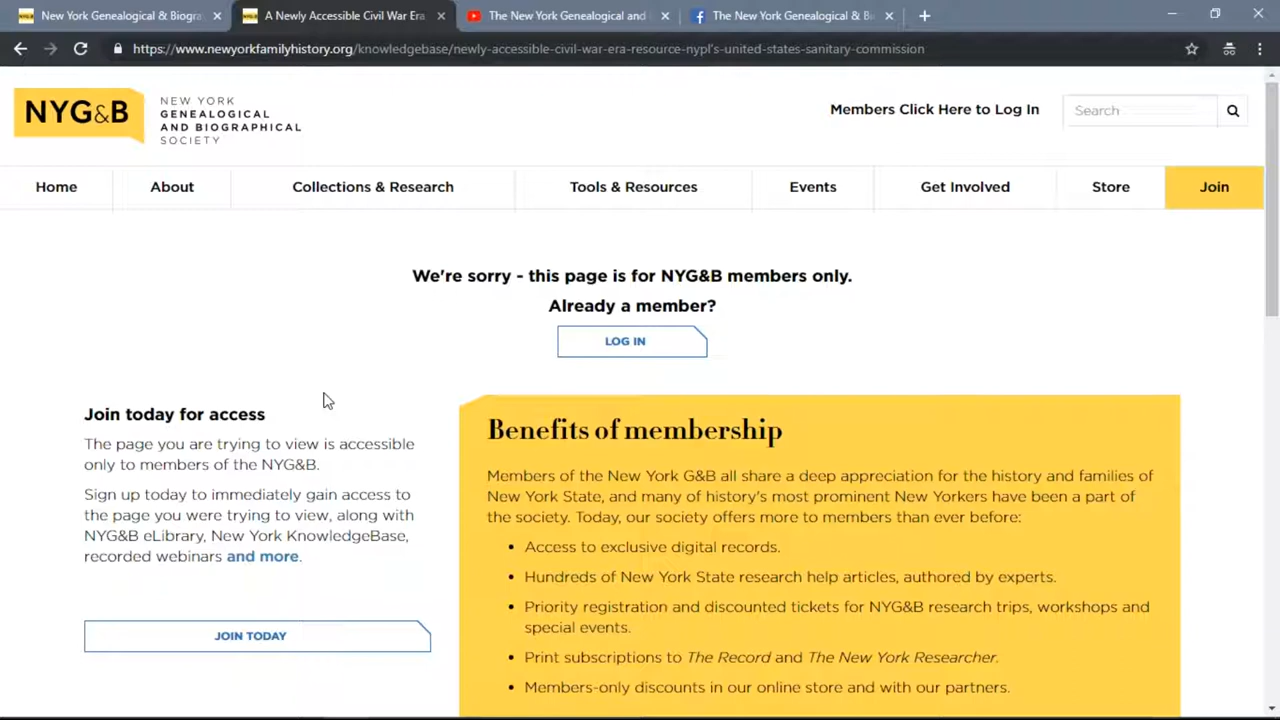 New York Genealogical & Biogra
A Newly Accessible Civil War Era
The New York Genealogical and
The New York Genealogical & Bi
https://www.newyorkfamilyhistory.org/knowledgebase/newly-accessible-civil-war-era-resource-nypl's-united-states-sanitary-commission
NYG&B
NEW YORK
GENEALOGICAL
AND BIOGRAPHICAL
SOCIETY
Members Click Here to Log In
Search
Home
About
Collections & Research
Tools & Resources
Events
Get Involved
Store
Join
We're sorry - this page is for NYG&B members only.
Already a member?
LOG IN
Join today for access
The page you are trying to view is accessible
only to members of the NYG&B.
Sign up today to immediately gain access to
the page you were trying to view, along with
NYG&B eLibrary, New York KnowledgeBase,
recorded webinars and more.
JOIN TODAY
Benefits of membership
Members of the New York G&B all share a deep appreciation for the history and families of
New York State, and many of history's most prominent New Yorkers have been a part of
the society. Today, our society offers more to members than ever before:
• Access to exclusive digital records.
• Hundreds of New York State research help articles, authored by experts.
• Priority registration and discounted tickets for NYG&B research trips, workshops and
special events.
• Print subscriptions to The Record and The New York Researcher.
• Members-only discounts in our online store and with our partners.